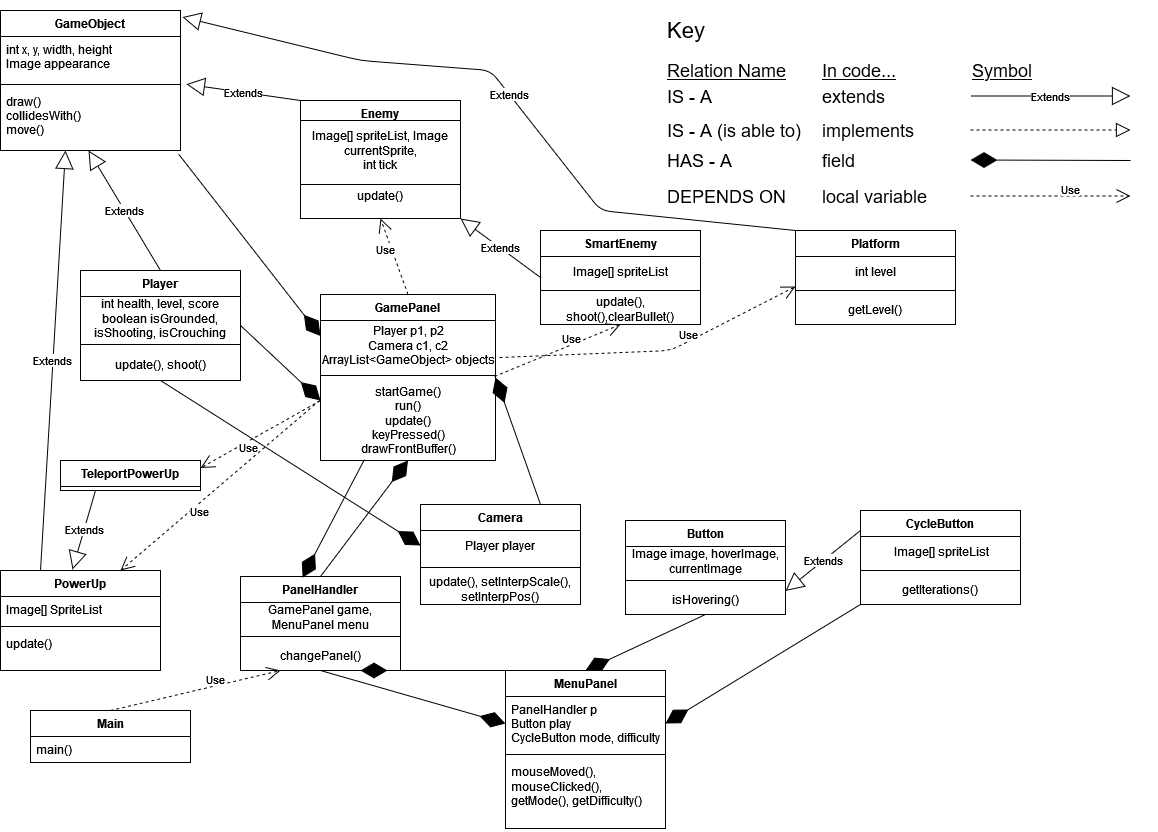 GameObject
int x, y, width, height
Image appearance
draw()
collidesWith()
move()
Key
Relation Name
In code...
Symbol
IS - A
extends
Extends
IS - A (is able to)
implements
HAS - A
field
DEPENDS ON
local variable
Use
Extends
Extends
Enemy
Image[] spriteList, Image
currentSprite,
int tick
update()
Extends
Use
Extends
SmartEnemy
Image[] spriteList
update(),
shoot(),clearBullet()
Platform
int level
getLevel()
Player
int health, level, score
boolean isGrounded,
isShooting, isCrouching
update(), shoot()
GamePanel
Player p1, p2
Camera c1, c2
ArrayList<GameObject> objects
startGame()
run()
update()
keyPressed()
drawFrontBuffer()
Use
Use
Extends
Use
TeleportPowerUp
Use
Extends
Camera
Player player
update(), setInterpScale(),
setInterpPos()
Button
Image image, hoverImage,
currentImage
isHovering()
Extends
CycleButton
Image[] spriteList
getIterations()
PowerUp
Image[] SpriteList
update()
PanelHandler
GamePanel game,
MenuPanel menu
changePanel()
Use
Main
main()
MenuPanel
PanelHandler p
Button play
CycleButton mode, difficulty
mouseMoved(),
mouseClicked(),
getMode(), getDifficulty()